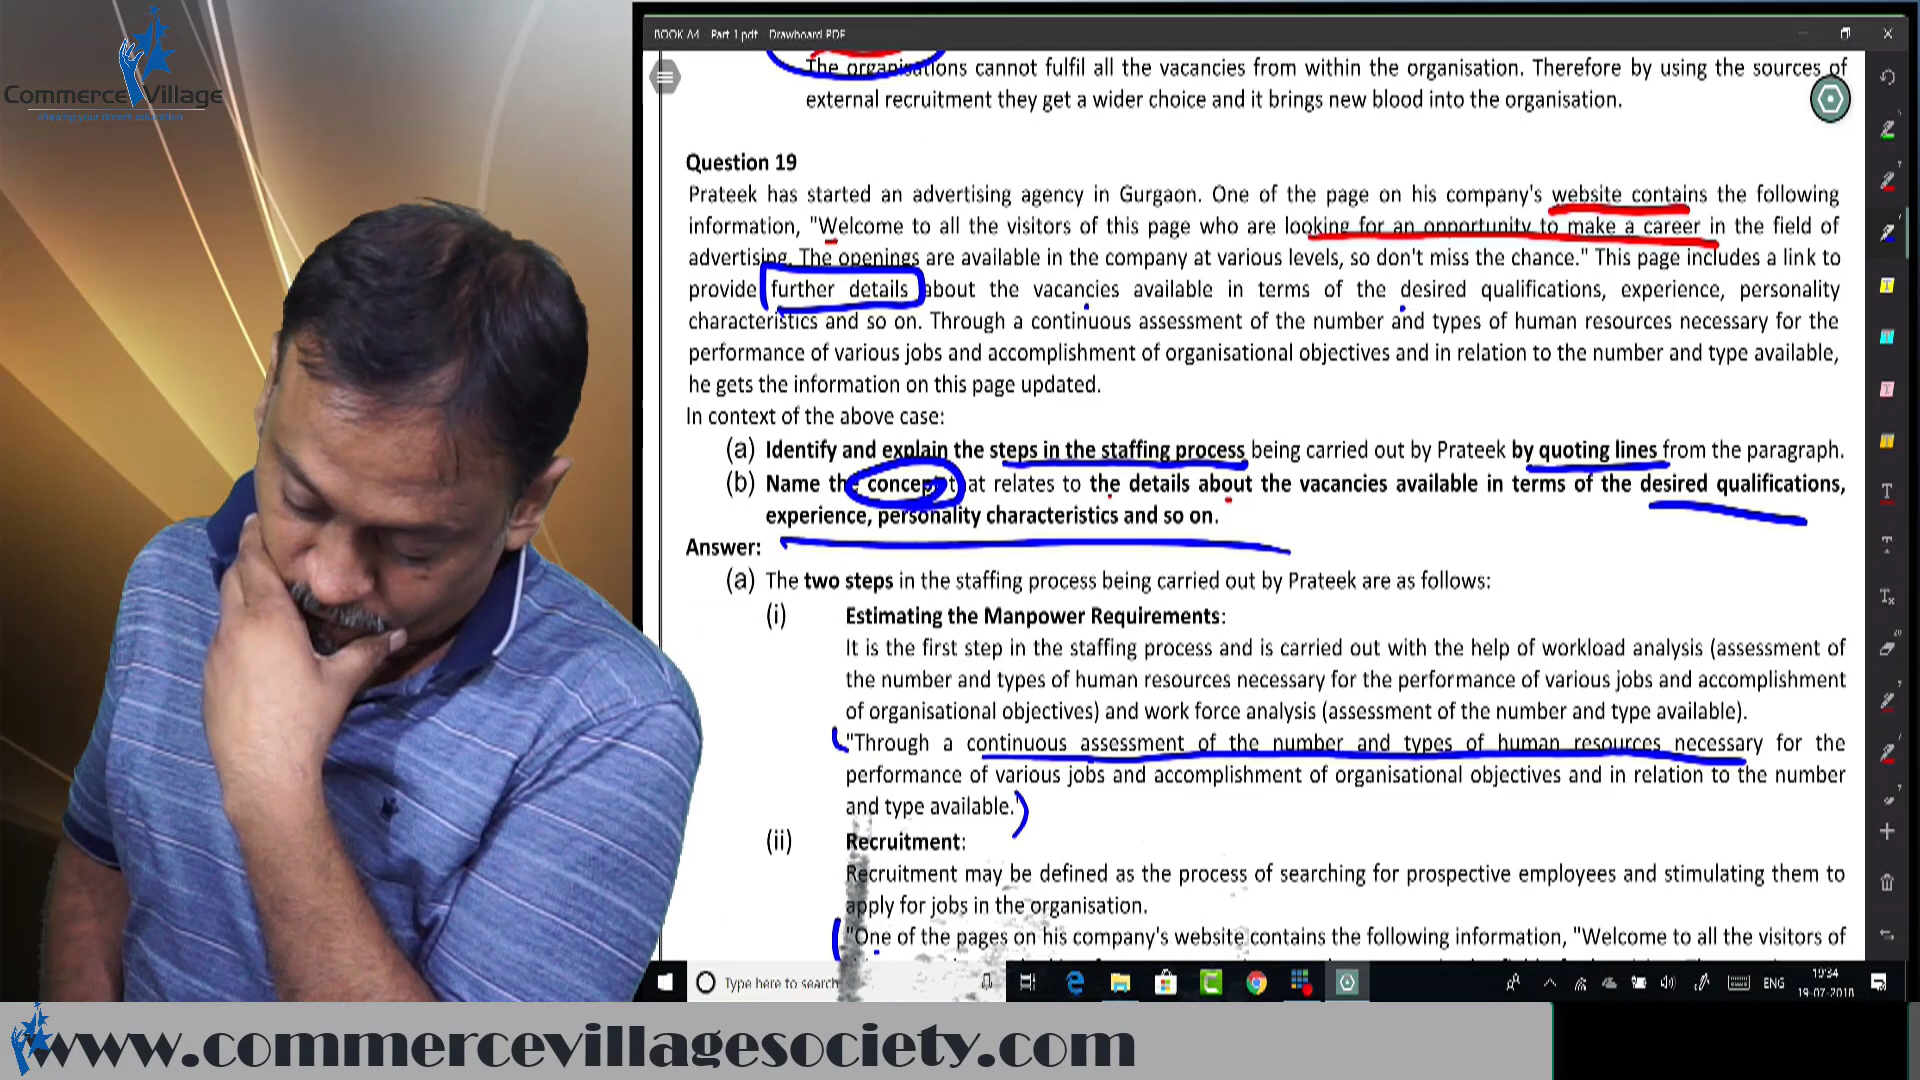 Commerce Village
BOOK A4 - Part 1.pdf - Drawboard PDF
The organisations cannot fulfil all the vacancies from within the organisation. Therefore by using the sources of
external recruitment they get a wider choice and it brings new blood into the organisation.
Question 19
Prateek has started an advertising agency in Gurgaon. One of the page on his company's website contains the following
information, "Welcome to all the visitors of this page who are looking for an opportunity to make a career in the field of
advertising. The openings are available in the company at various levels, so don't miss the chance." This page includes a link to
provide further details about the vacancies available in terms of the desired qualifications, experience, personality
characteristics and so on. Through a continuous assessment of the number and types of human resources necessary for the
performance of various jobs and accomplishment of organisational objectives and in relation to the number and type available,
he gets the information on this page updated.
In context of the above case:
(a) Identify and explain the steps in the staffing process being carried out by Prateek by quoting lines from the paragraph.
(b) Name the concept at relates to the details about the vacancies available in terms of the desired qualifications,
experience, personality characteristics and so on.
Answer:
(a) The two steps in the staffing process being carried out by Prateek are as follows:
(i) Estimating the Manpower Requirements:
It is the first step in the staffing process and is carried out with the help of workload analysis (assessment of
the number and types of human resources necessary for the performance of various jobs and accomplishment
of organisational objectives) and work force analysis (assessment of the number and type available).
"Through a continuous assessment of the number and types of human resources necessary for the
performance of various jobs and accomplishment of organisational objectives and in relation to the number
and type available."
(ii) Recruitment:
Recruitment may be defined as the process of searching for prospective employees and stimulating them to
apply for jobs in the organisation.
"One of the pages on his company's website contains the following information, "Welcome to all the visitors of
Type here to search
ENG
19:34
19-07-2018
www.commercevillagesociety.com